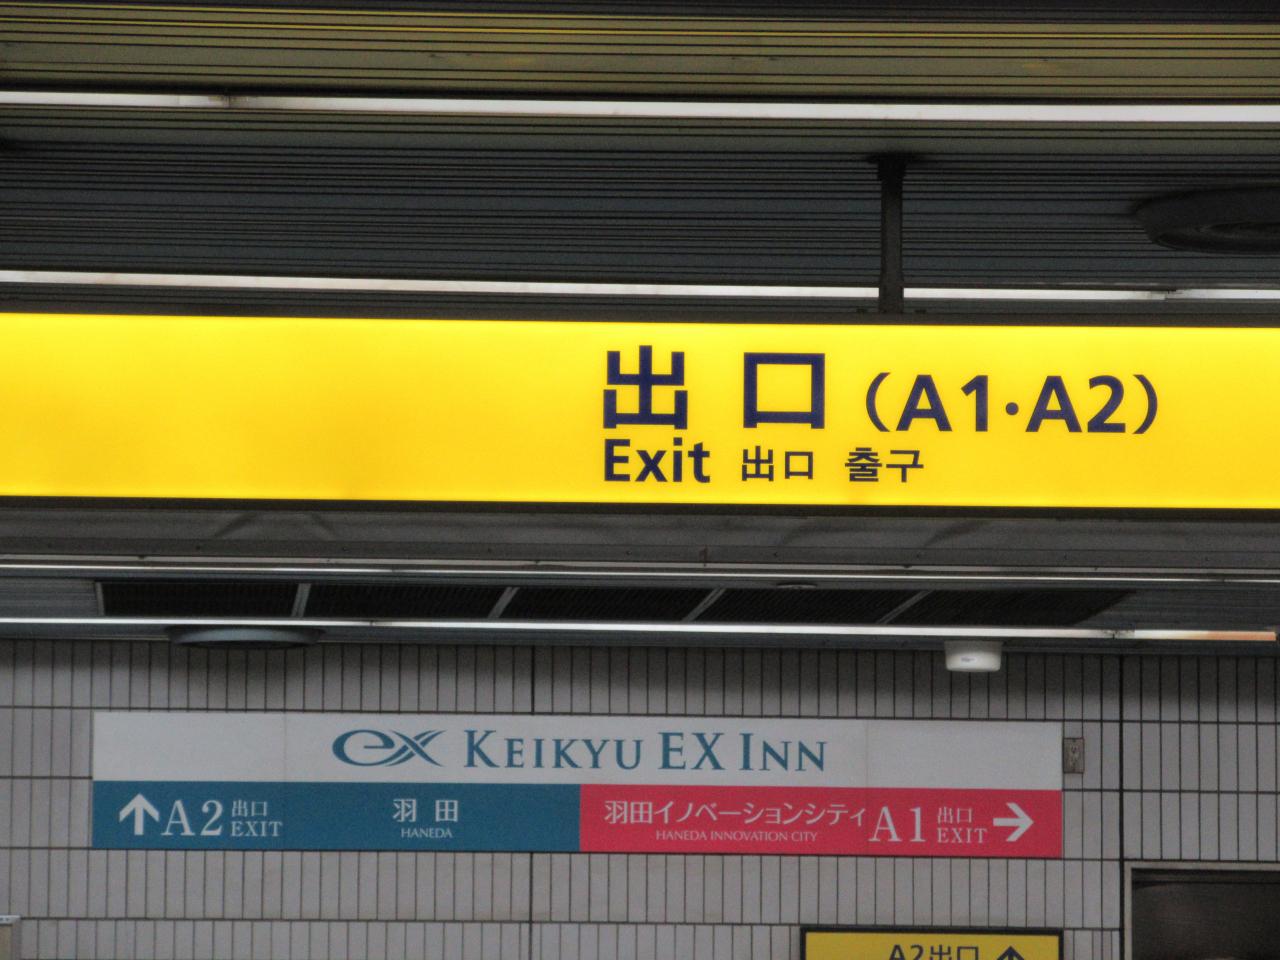 出口 (A1・A2)
Exit 出口 출구
ex KEIKYU EX INN
↑A2 出口 EXIT 羽田 HANEDA
羽田イノベーションシティ HANEDA INNOVATION CITY A1 出口 EXIT →
A2出口 ↑